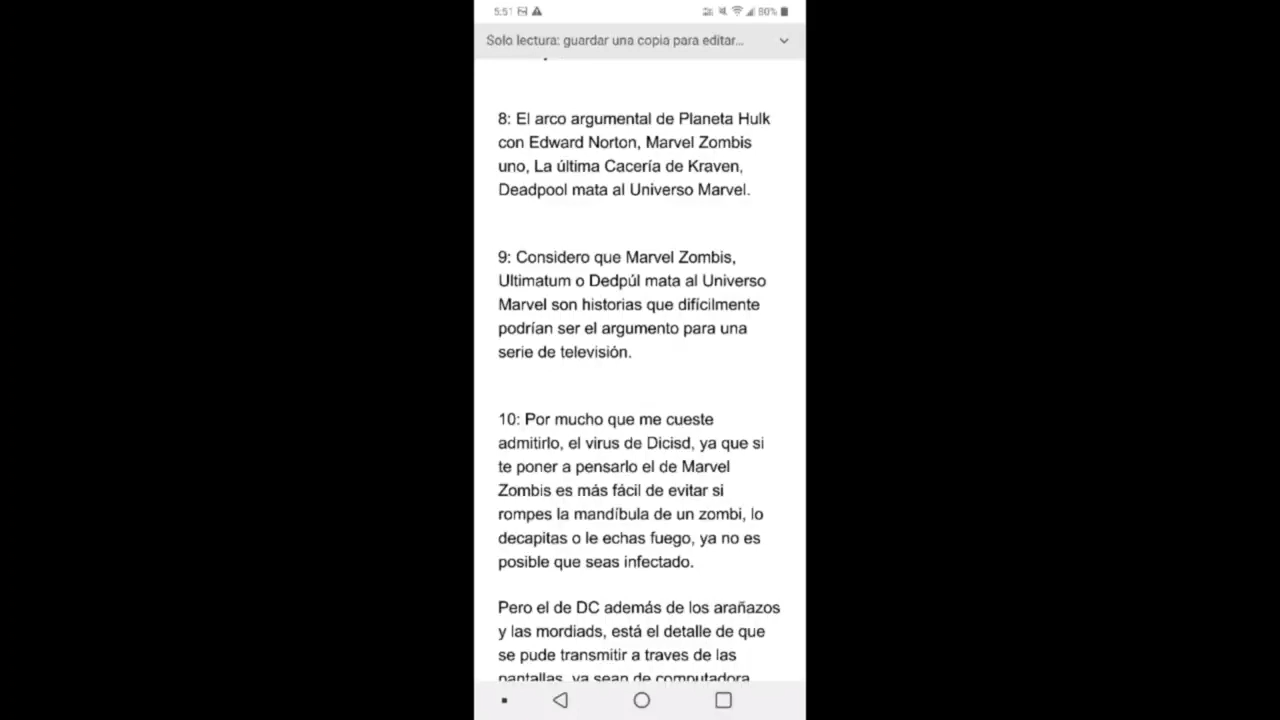 5:51
80%
Solo lectura: guardar una copia para editar...
8: El arco argumental de Planeta Hulk
con Edward Norton, Marvel Zombis
uno, La última Cacería de Kraven,
Deadpool mata al Universo Marvel.
9: Considero que Marvel Zombis,
Ultimatum o Dedpúl mata al Universo
Marvel son historias que difícilmente
podrían ser el argumento para una
serie de televisión.
10: Por mucho que me cueste
admitirlo, el virus de Dicisd, ya que si
te poner a pensarlo el de Marvel
Zombis es más fácil de evitar si
rompes la mandíbula de un zombi, lo
decapitas o le echas fuego, ya no es
posible que seas infectado.
Pero el de DC además de los arañazos
y las mordiads, está el detalle de que
se pude transmitir a traves de las
pantallas, ya sean de computadora